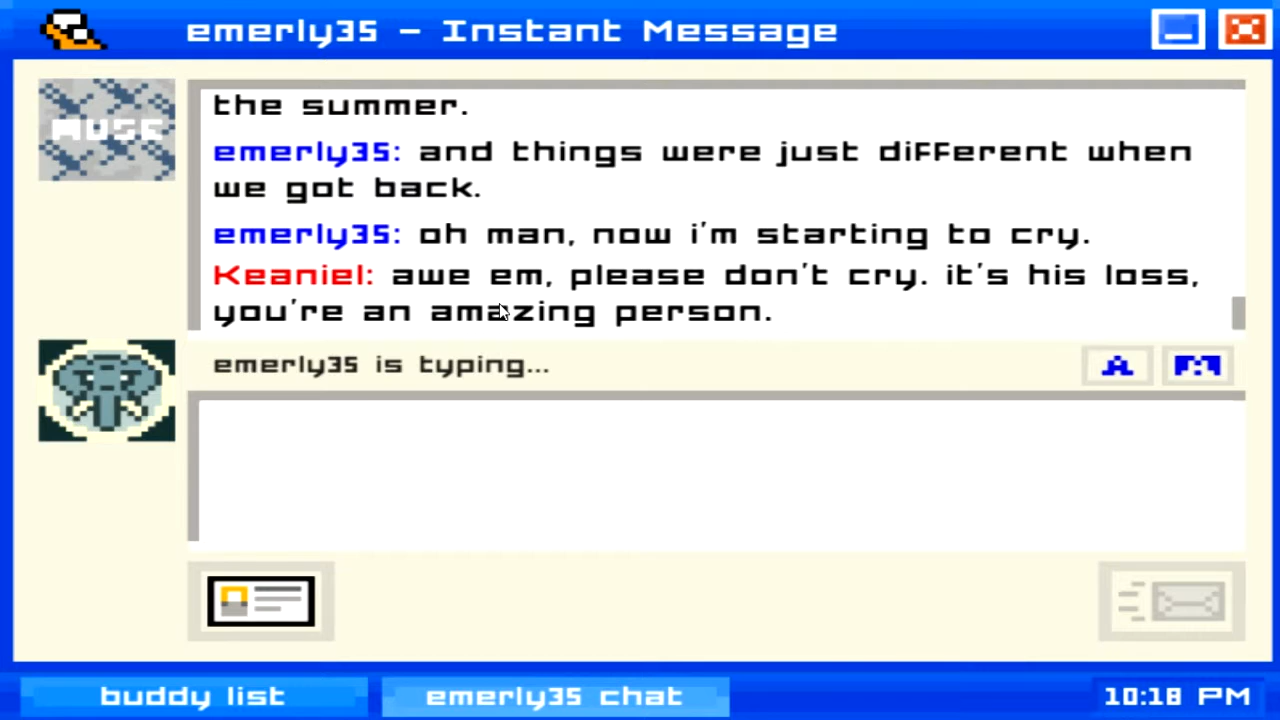 emerly35 - Instant Message
MUSE
the summer.
emerly35: and things were just different when
we got back.
emerly35: oh man, now i'm starting to cry.
Keaniel: awe em, please don't cry. it's his loss,
you're an amazing person.
emerly35 is typing...
A
buddy list
emerly35 chat
10:18 PM